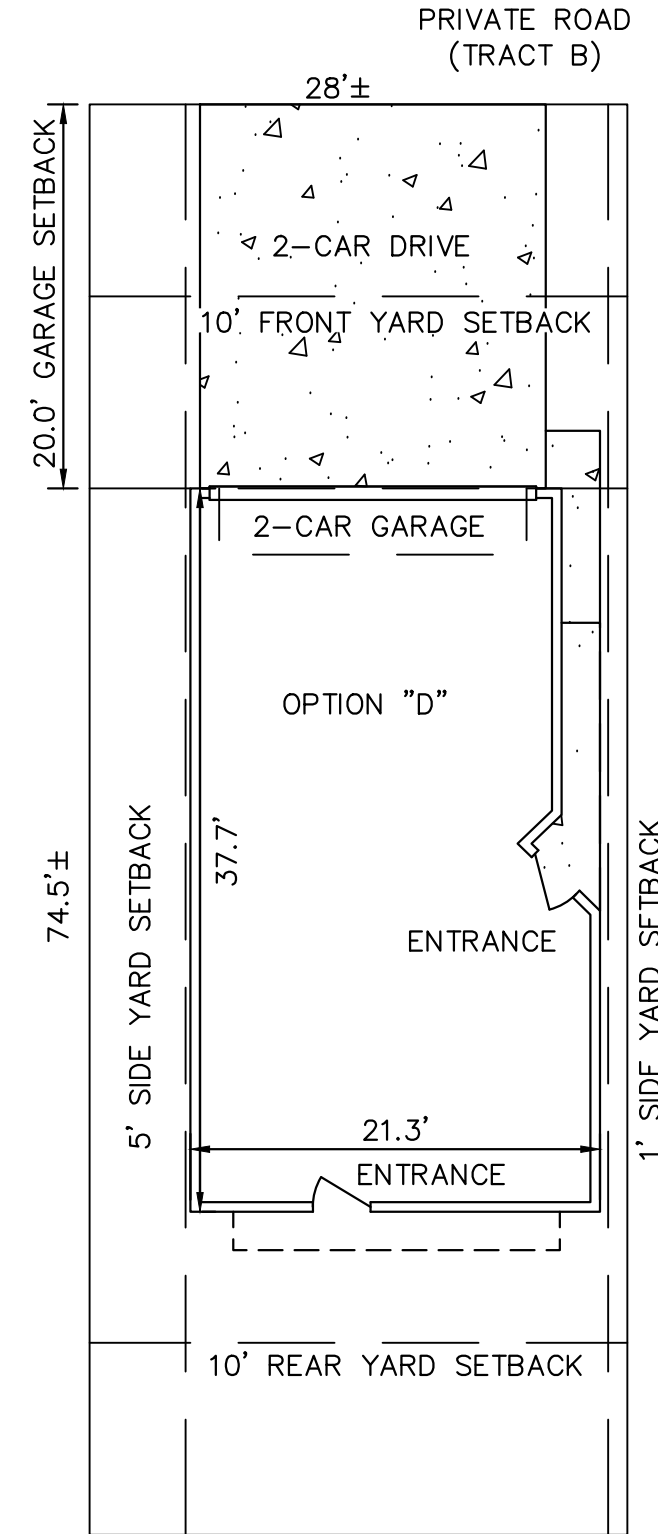 PRIVATE ROAD
(TRACT B)
28'±
20.0' GARAGE SETBACK
2-CAR DRIVE
10' FRONT YARD SETBACK
2-CAR GARAGE
OPTION "D"
74.5'±
5' SIDE YARD SETBACK
37.7'
1' SIDE YARD SETBACK
ENTRANCE
21.3'
ENTRANCE
10' REAR YARD SETBACK